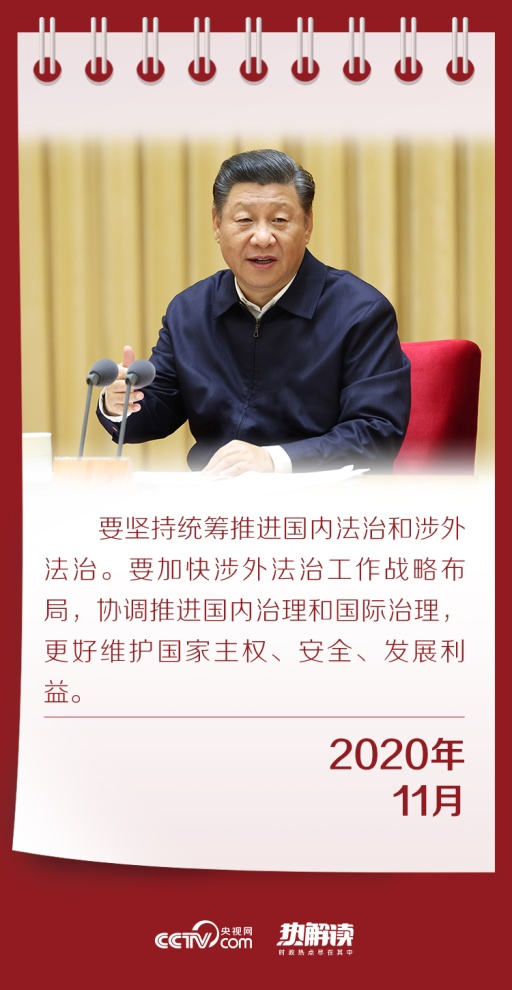 要坚持统筹推进国内法治和涉外
法治。要加快涉外法治工作战略布
局，协调推进国内治理和国际治理，
更好维护国家主权、安全、发展利
益。
2020年
11月
CCTV央视网
com
热解读
时政热点尽在其中